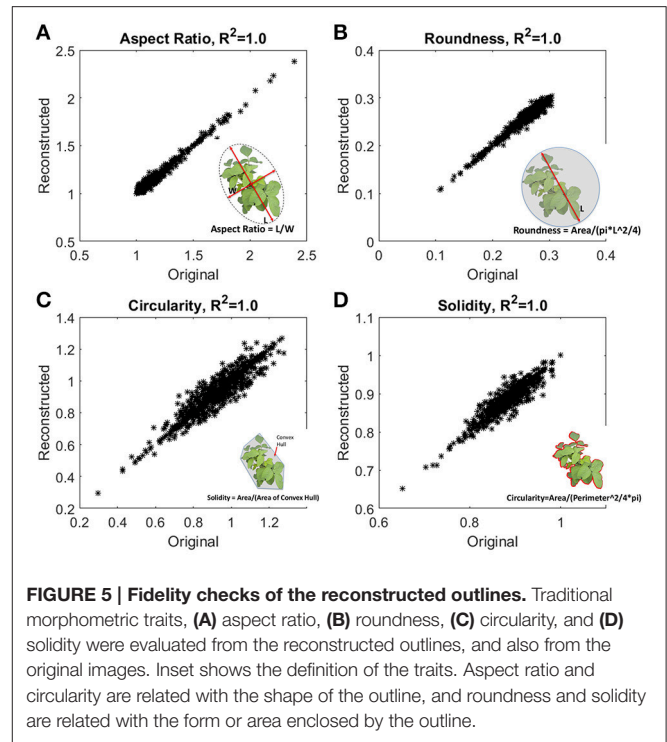 A
Aspect Ratio, R²=1.0
2.5
2
1.5
1
0.5
0.5 1 1.5 2 2.5
Reconstructed
Original
W
L
Aspect Ratio = L/W
B
Roundness, R²=1.0
0.4
0.3
0.2
0.1
0
0 0.1 0.2 0.3 0.4
Reconstructed
Original
L
Roundness = Area/(pi*L^2/4)
C
Circularity, R²=1.0
1.4
1.2
1
0.8
0.6
0.4
0.2
0.2 0.4 0.6 0.8 1 1.2
Reconstructed
Original
Convex
Hull
Solidity = Area/(Area of Convex Hull)
D
Solidity, R²=1.0
1.1
1
0.9
0.8
0.7
0.6
0.6 0.8 1
Reconstructed
Original
Circularity=Area/(Perimeter^2/4*pi)
FIGURE 5 | Fidelity checks of the reconstructed outlines. Traditional
morphometric traits, (A) aspect ratio, (B) roundness, (C) circularity, and (D)
solidity were evaluated from the reconstructed outlines, and also from the
original images. Inset shows the definition of the traits. Aspect ratio and
circularity are related with the shape of the outline, and roundness and solidity
are related with the form or area enclosed by the outline.